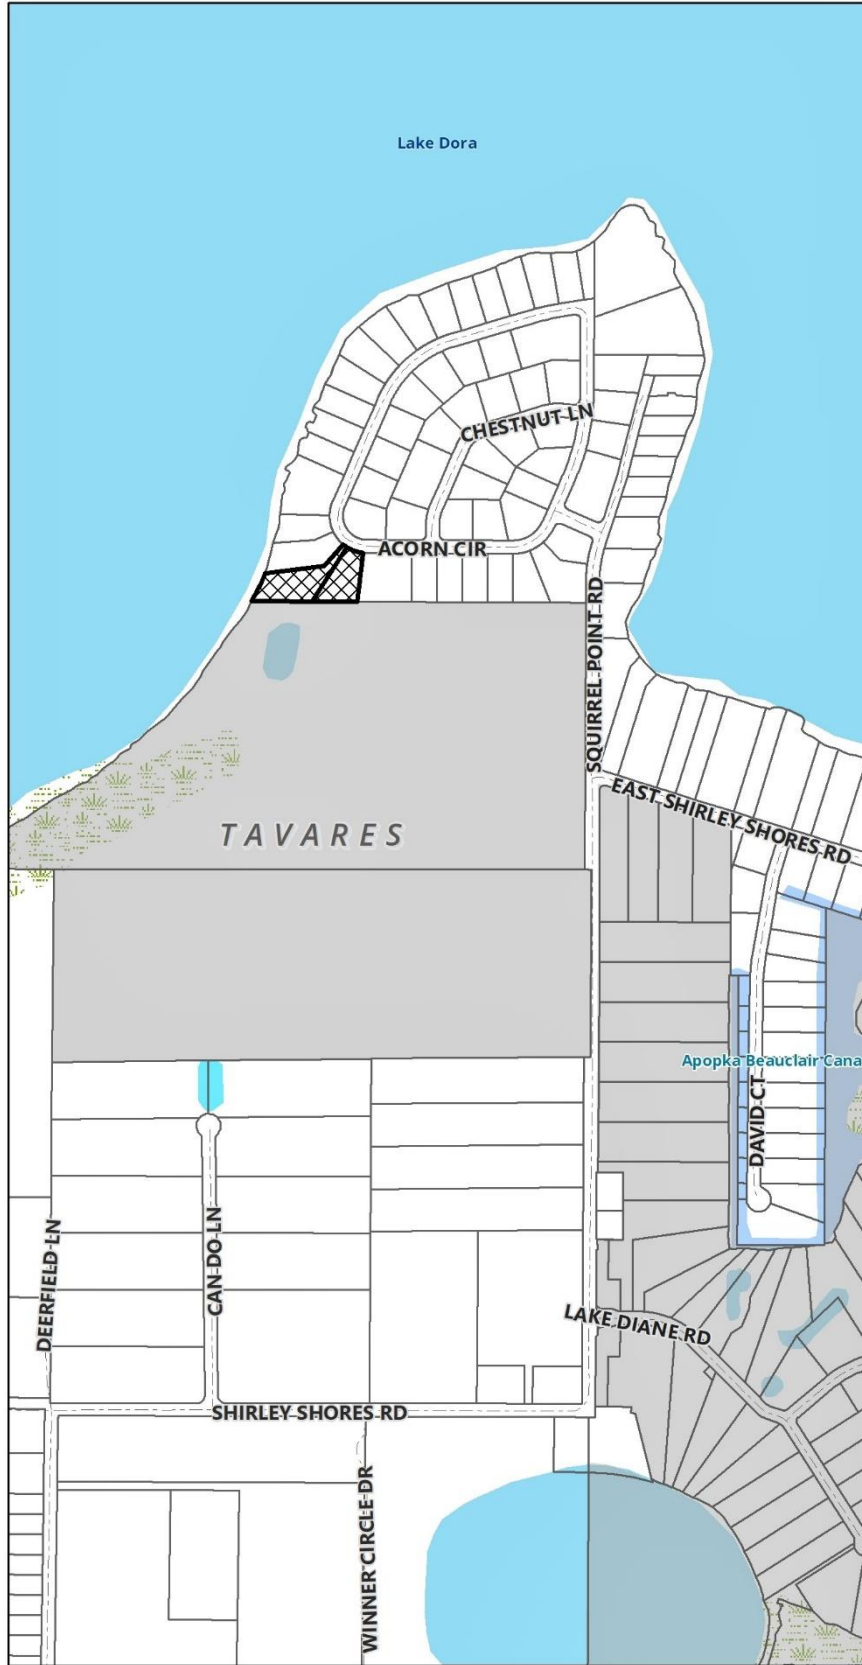 Lake Dora
CHESTNUT LN
ACORN CIR
SQUIRREL POINT RD
EAST SHIRLEY SHORES RD
TAVARES
Apopka Beauclair Cana
DAVID CT
DEERFIELD LN
CAN DO LN
LAKE DIANE RD
SHIRLEY SHORES RD
WINNER CIRCLE DR